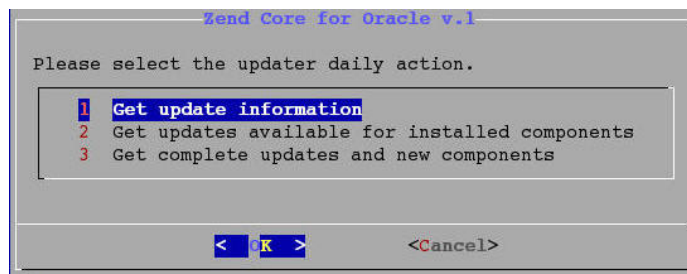 Zend Core for Oracle v.1
Please select the updater daily action.
1 Get update information
2 Get updates available for installed components
3 Get complete updates and new components
< OK > <Cancel>